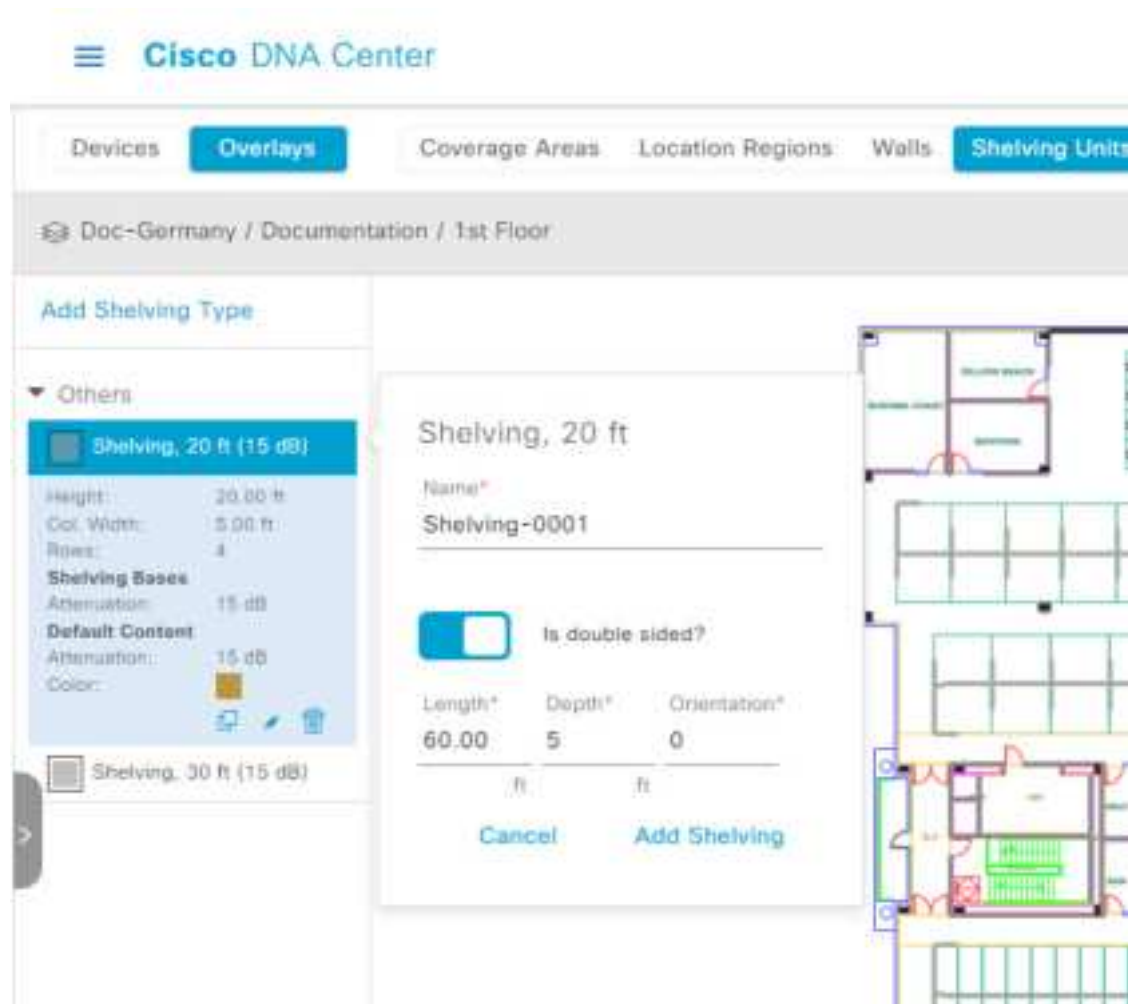 Cisco DNA Center
Devices Overlays Coverage Areas Location Regions Walls Shelving Units
Doc-Germany / Documentation / 1st Floor
Add Shelving Type
Others
Shelving, 20 ft (15 dB)
Height: 20.00 ft
Col. Width: 5.00 ft
Rows: 4
Shelving Bases
Attenuation: 15 dB
Default Content
Attenuation: 15 dB
Color:
Shelving, 30 ft (15 dB)
Shelving, 20 ft
Name*
Shelving-0001
Is double sided?
Length* Depth* Orientation*
60.00 5 0
ft ft
Cancel Add Shelving